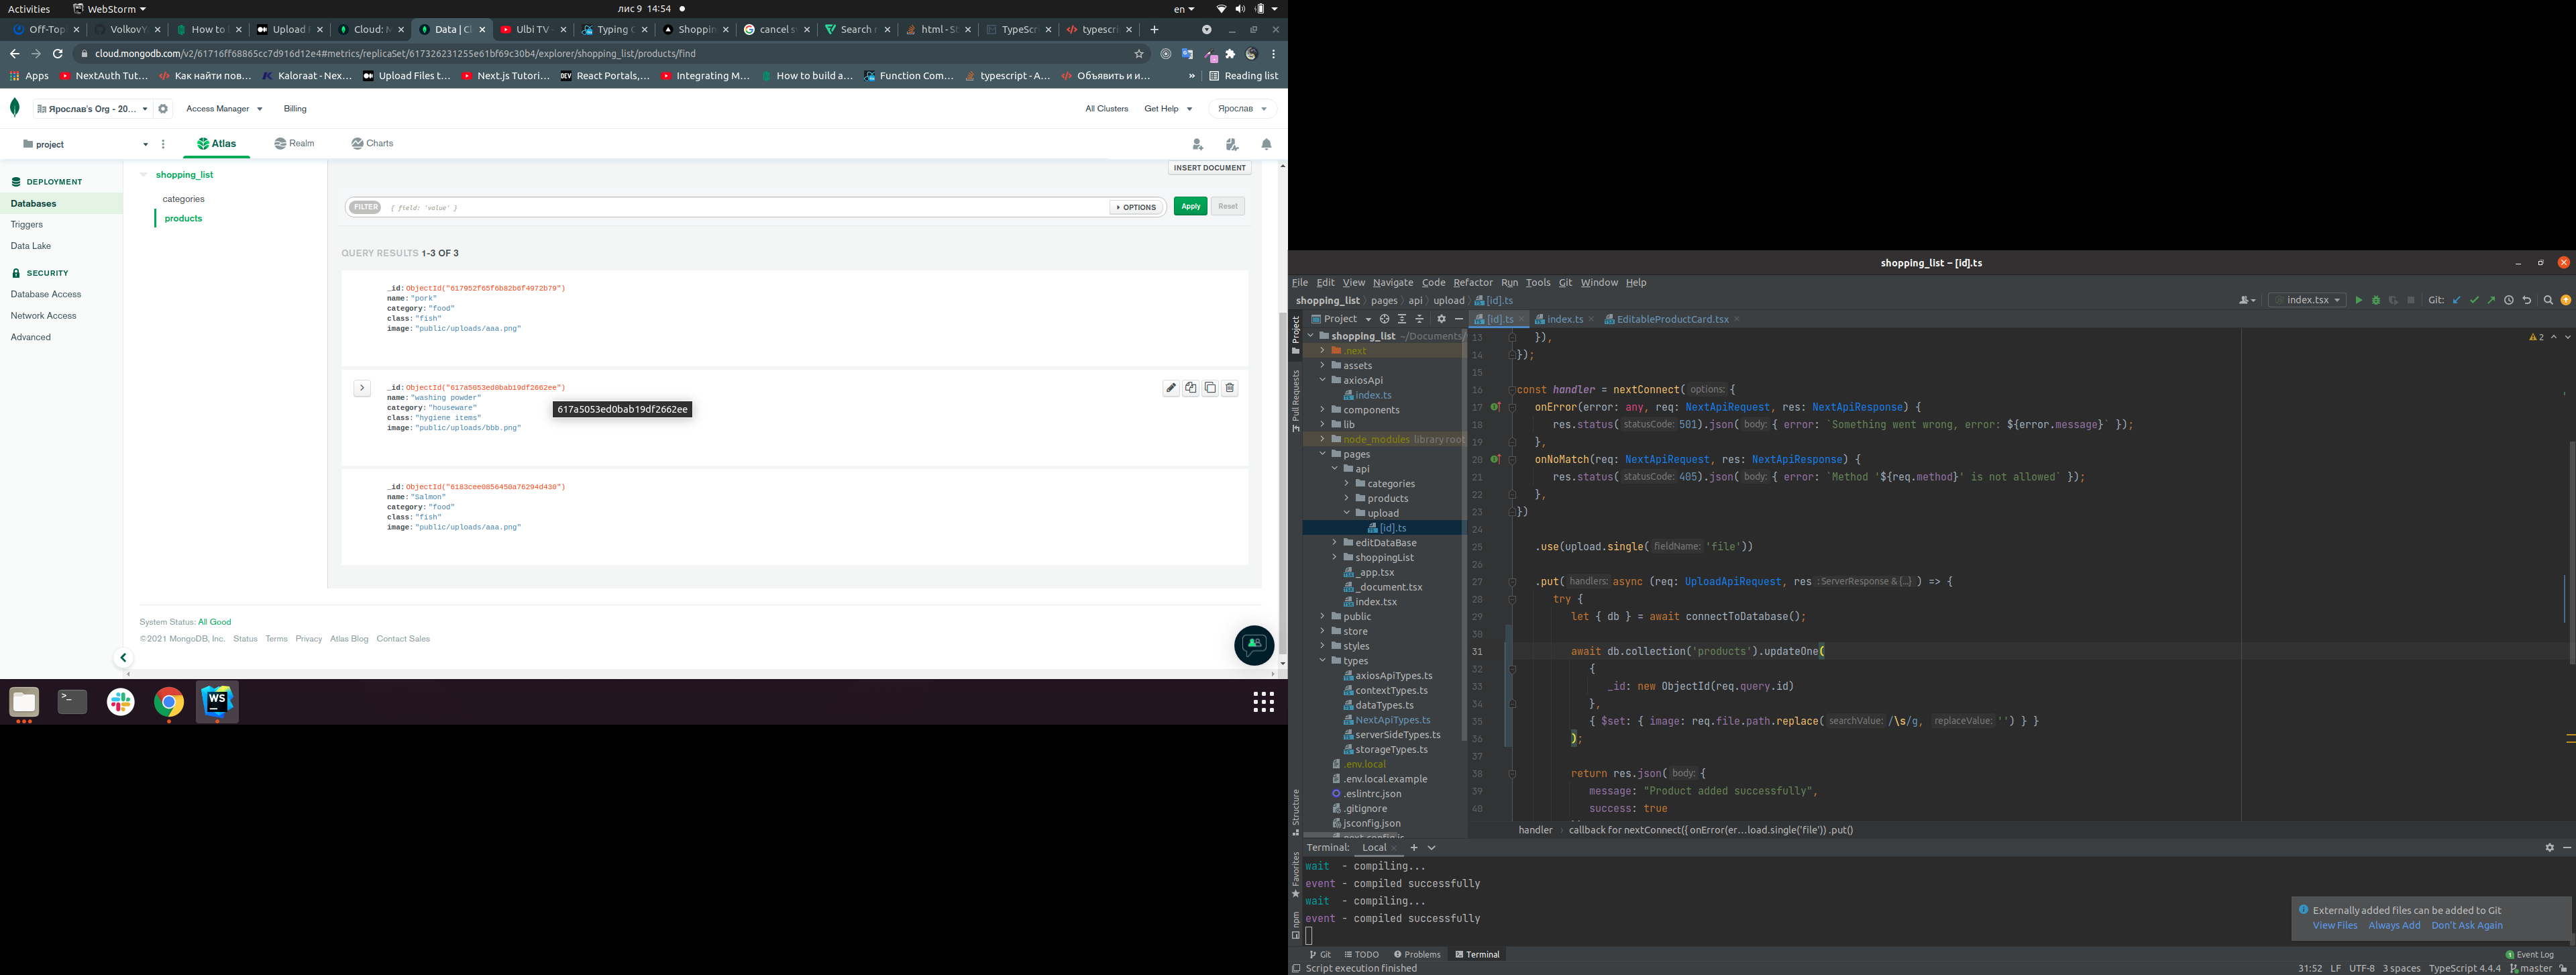 Activities WebStorm лис 9 14:54 en
Off-Top VolkovY How to Upload Cloud: M Data | Cl Ulbi TV - Typing C Shoppin cancel s Search r html - St TypeScri typescri
cloud.mongodb.com/v2/61716ff68865cc7d916d12e4#metrics/replicaSet/617326231255e61bf69c30b4/explorer/shopping_list/products/find
Apps NextAuth Tut... Как найти пов... Kaloraat - Nex... Upload Files t... Next.js Tutori... React Portals,... Integrating M... How to build a... Function Com... typescript - A... Объявить и и... » Reading list
Ярослав's Org - 20... Access Manager Billing All Clusters Get Help Ярослав
project Atlas Realm Charts
DEPLOYMENT
Databases
Triggers
Data Lake
SECURITY
Database Access
Network Access
Advanced
shopping_list
categories
products
INSERT DOCUMENT
FILTER { field: 'value' } OPTIONS Apply Reset
QUERY RESULTS 1-3 OF 3
_id: ObjectId("617952f65f6b82b6f4972b79")
name: "pork"
category: "food"
class: "fish"
image: "public/uploads/aaa.png"
_id: ObjectId("617a5053ed0bab19df2662ee")
name: "washing powder"
category: "houseware"
class: "hygiene items"
image: "public/uploads/bbb.png"
617a5053ed0bab19df2662ee
_id: ObjectId("6183cee0856450a76294d430")
name: "Salmon"
category: "food"
class: "fish"
image: "public/uploads/aaa.png"
System Status: All Good
©2021 MongoDB, Inc. Status Terms Privacy Atlas Blog Contact Sales
shopping_list – [id].ts
File Edit View Navigate Code Refactor Run Tools Git Window Help
shopping_list pages api upload [id].ts index.tsx Git:
Project [id].ts index.ts EditableProductCard.tsx
Project
Pull Requests
Structure
Favorites
npm
shopping_list ~/Documents/
.next
assets
axiosApi
index.ts
components
lib
node_modules library root
pages
api
categories
products
upload
[id].ts
editDataBase
shoppingList
_app.tsx
_document.tsx
index.tsx
public
store
styles
types
axiosApiTypes.ts
contextTypes.ts
dataTypes.ts
NextApiTypes.ts
serverSideTypes.ts
storageTypes.ts
.env.local
.env.local.example
.eslintrc.json
.gitignore
jsconfig.json
2
13 }),
14 });
15
16 const handler = nextConnect( options: {
17 onError(error: any, req: NextApiRequest, res: NextApiResponse) {
18 res.status( statusCode: 501).json( body: { error: `Something went wrong, error: ${error.message}` });
19 },
20 onNoMatch(req: NextApiRequest, res: NextApiResponse) {
21 res.status( statusCode: 405).json( body: { error: `Method '${req.method}' is not allowed` });
22 },
23 })
24
25 .use(upload.single( fieldName: 'file'))
26
27 .put( handlers: async (req: UploadApiRequest, res : ServerResponse & {...} ) => {
28 try {
29 let { db } = await connectToDatabase();
30
31 await db.collection('products').updateOne(
32 {
33 _id: new ObjectId(req.query.id)
34 },
35 { $set: { image: req.file.path.replace( searchValue: /\s/g, replaceValue: '') } }
36 );
37
38 return res.json( body: {
39 message: "Product added successfully",
40 success: true
handler callback for nextConnect({ onError(er...load.single('file')) .put()
Terminal: Local
wait - compiling...
event - compiled successfully
wait - compiling...
event - compiled successfully
Externally added files can be added to Git
View Files Always Add Don't Ask Again
Git TODO Problems Terminal 1 Event Log
Script execution finished 31:52 LF UTF-8 3 spaces TypeScript 4.4.4 master